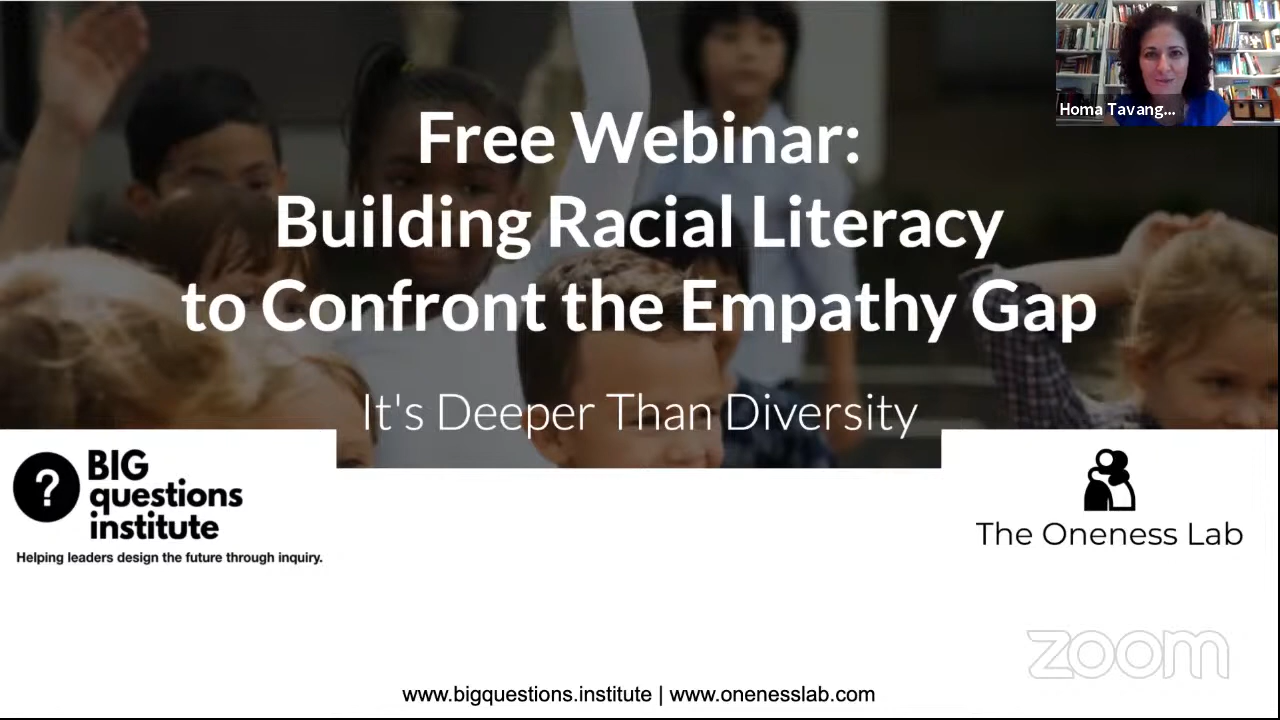 Homa Tavang...
Free Webinar:
Building Racial Literacy
to Confront the Empathy Gap
It's Deeper Than Diversity
?
BIG
questions
institute
Helping leaders design the future through inquiry.
The Oneness Lab
zoom
www.bigquestions.institute | www.onenesslab.com